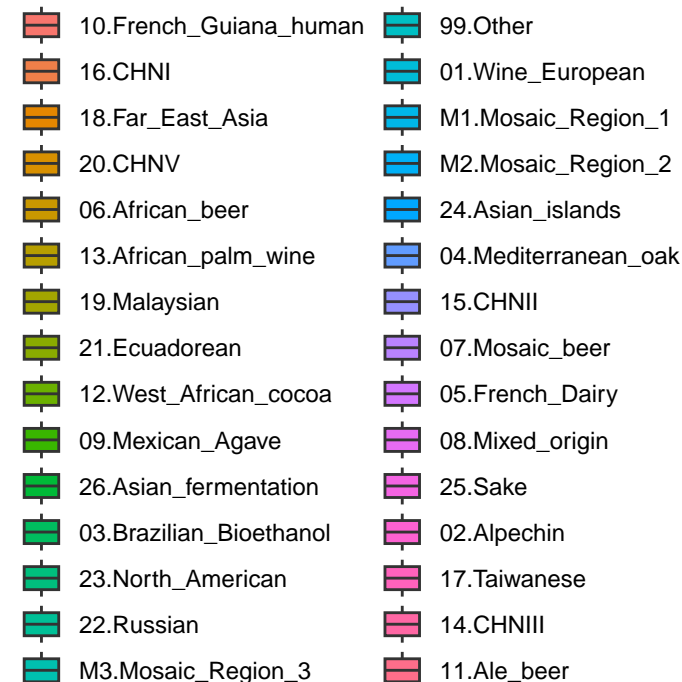 10.French_Guiana_human
16.CHNI
18.Far_East_Asia
20.CHNV
06.African_beer
13.African_palm_wine
19.Malaysian
21.Ecuadorean
12.West_African_cocoa
09.Mexican_Agave
26.Asian_fermentation
03.Brazilian_Bioethanol
23.North_American
22.Russian
M3.Mosaic_Region_3
99.Other
01.Wine_European
M1.Mosaic_Region_1
M2.Mosaic_Region_2
24.Asian_islands
04.Mediterranean_oak
15.CHNII
07.Mosaic_beer
05.French_Dairy
08.Mixed_origin
25.Sake
02.Alpechin
17.Taiwanese
14.CHNIII
11.Ale_beer